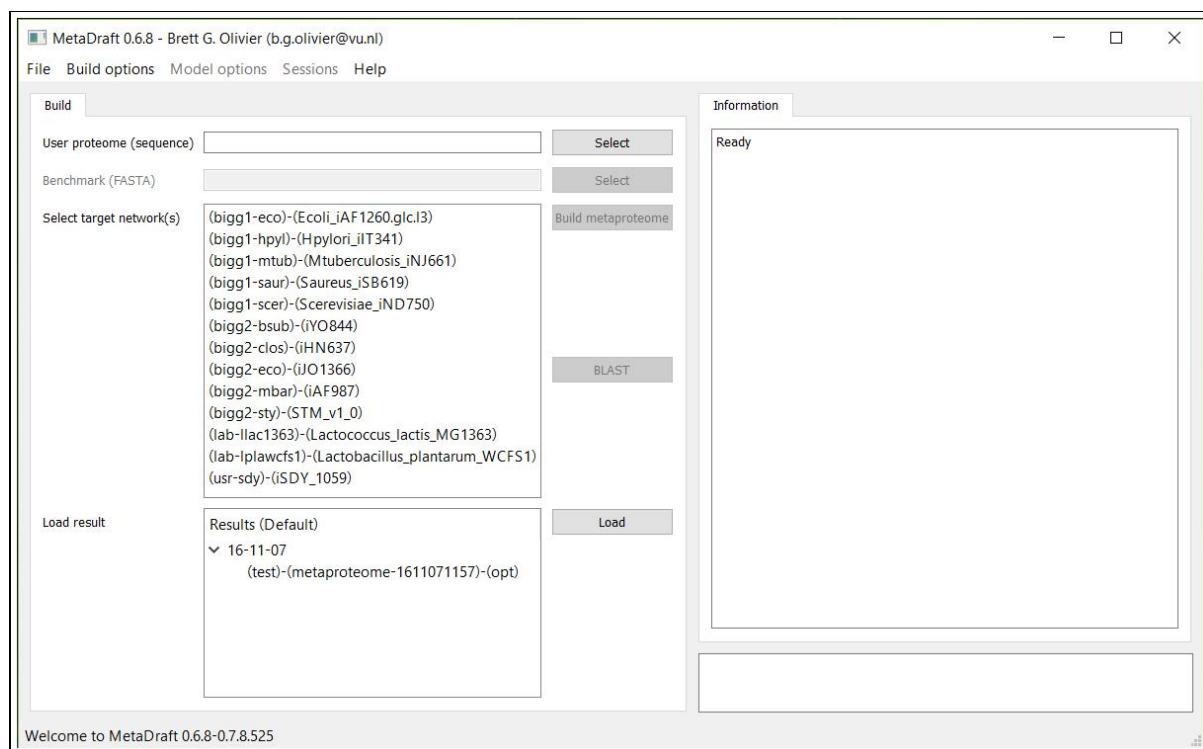 MetaDraft 0.6.8 - Brett G. Olivier (b.g.olivier@vu.nl)
File Build options Model options Sessions Help
Build
User proteome (sequence) Select
Benchmark (FASTA) Select
Select target network(s) Build metaproteome
(bigg1-eco)-(Ecoli_iAF1260.glc.l3)
(bigg1-hpyl)-(Hpylori_iIT341)
(bigg1-mtub)-(Mtuberculosis_iNJ661)
(bigg1-saur)-(Saureus_iSB619)
(bigg1-scer)-(Scerevisiae_iND750)
(bigg2-bsub)-(iYO844)
(bigg2-clos)-(iHN637)
(bigg2-eco)-(iJO1366)
(bigg2-mbar)-(iAF987)
(bigg2-sty)-(STM_v1_0)
(lab-llac1363)-(Lactococcus_lactis_MG1363)
(lab-lplawcfs1)-(Lactobacillus_plantarum_WCFS1)
(usr-sdy)-(iSDY_1059)
BLAST
Load result Load
Results (Default)
16-11-07
(test)-(metaproteome-1611071157)-(opt)
Information
Ready
Welcome to MetaDraft 0.6.8-0.7.8.525